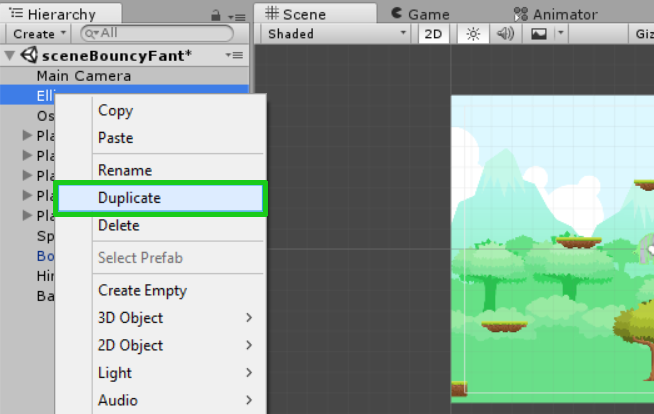 Hierarchy
Scene
Game
Animator
Create
All
Shaded
2D
Giz
sceneBouncyFant*
Main Camera
Elli
Os
Pla
Pla
Pla
Pla
Pla
Sp
Bo
Hin
Ba
Copy
Paste
Rename
Duplicate
Delete
Select Prefab
Create Empty
3D Object
2D Object
Light
Audio